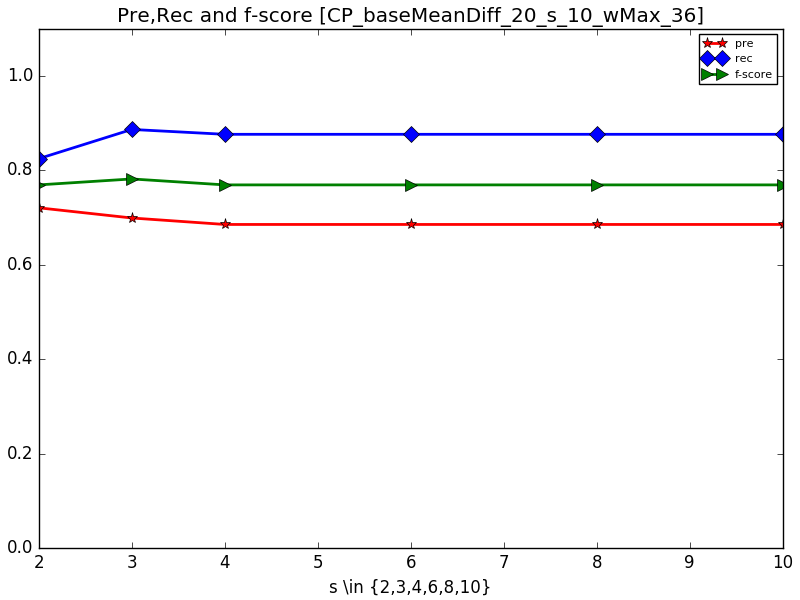 Pre,Rec and f-score [CP_baseMeanDiff_20_s_10_wMax_36]
pre
rec
f-score
1.0
0.8
0.6
0.4
0.2
0.0
2 3 4 5 6 7 8 9 10
s \in {2,3,4,6,8,10}